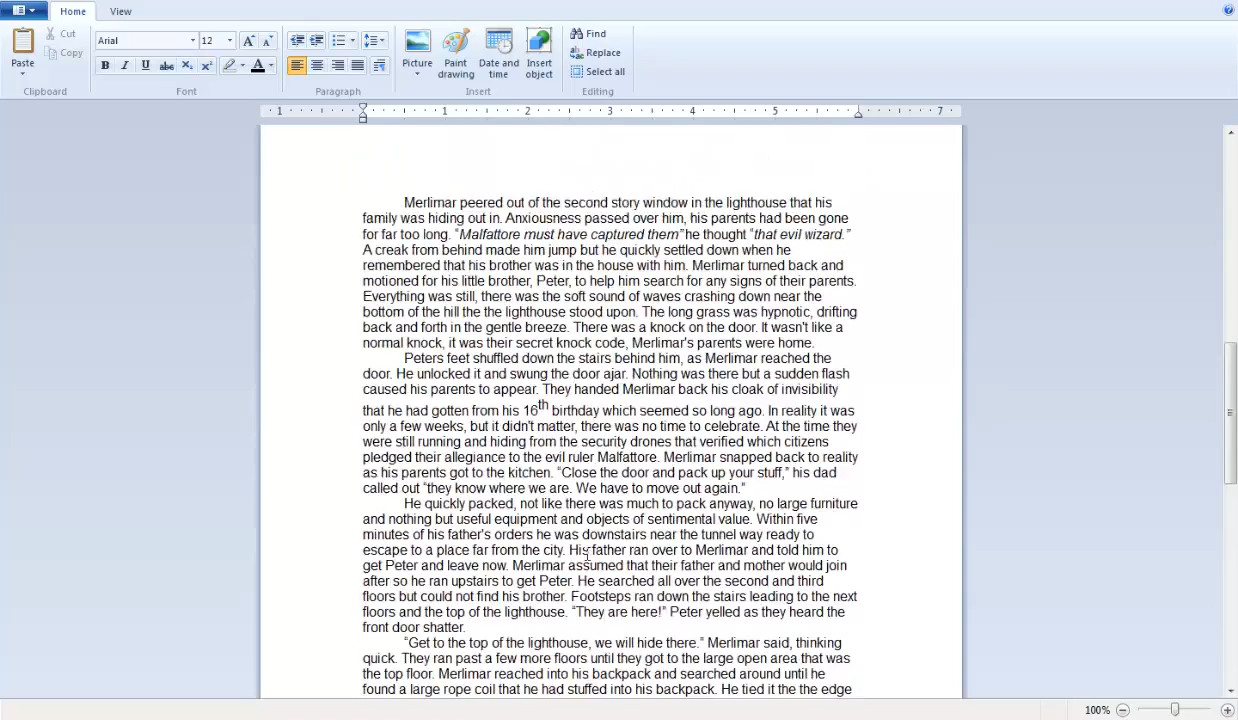 Home
View
Cut
Copy
Paste
Clipboard
Arial
12
Font
Paragraph
Picture
Paint drawing
Date and time
Insert object
Insert
Find
Replace
Select all
Editing
1 1 2 3 4 5 7
Merlimar peered out of the second story window in the lighthouse that his
family was hiding out in. Anxiousness passed over him, his parents had been gone
for far too long. “Malfattore must have captured them” he thought “that evil wizard.”
A creak from behind made him jump but he quickly settled down when he
remembered that his brother was in the house with him. Merlimar turned back and
motioned for his little brother, Peter, to help him search for any signs of their parents.
Everything was still, there was the soft sound of waves crashing down near the
bottom of the hill the the lighthouse stood upon. The long grass was hypnotic, drifting
back and forth in the gentle breeze. There was a knock on the door. It wasn't like a
normal knock, it was their secret knock code, Merlimar's parents were home.
Peters feet shuffled down the stairs behind him, as Merlimar reached the
door. He unlocked it and swung the door ajar. Nothing was there but a sudden flash
caused his parents to appear. They handed Merlimar back his cloak of invisibility
that he had gotten from his 16th birthday which seemed so long ago. In reality it was
only a few weeks, but it didn't matter, there was no time to celebrate. At the time they
were still running and hiding from the security drones that verified which citizens
pledged their allegiance to the evil ruler Malfattore. Merlimar snapped back to reality
as his parents got to the kitchen. “Close the door and pack up your stuff,” his dad
called out “they know where we are. We have to move out again.”
He quickly packed, not like there was much to pack anyway, no large furniture
and nothing but useful equipment and objects of sentimental value. Within five
minutes of his father's orders he was downstairs near the tunnel way ready to
escape to a place far from the city. His father ran over to Merlimar and told him to
get Peter and leave now. Merlimar assumed that their father and mother would join
after so he ran upstairs to get Peter. He searched all over the second and third
floors but could not find his brother. Footsteps ran down the stairs leading to the next
floors and the top of the lighthouse. “They are here!” Peter yelled as they heard the
front door shatter.
“Get to the top of the lighthouse, we will hide there.” Merlimar said, thinking
quick. They ran past a few more floors until they got to the large open area that was
the top floor. Merlimar reached into his backpack and searched around until he
found a large rope coil that he had stuffed into his backpack. He tied it the the edge
100%